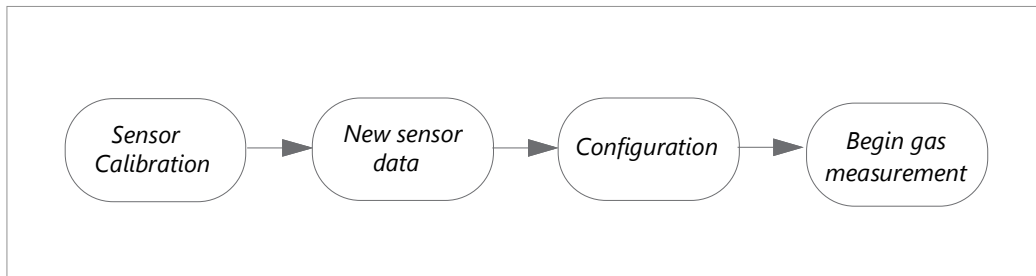 Sensor
Calibration
New sensor
data
Configuration
Begin gas
measurement